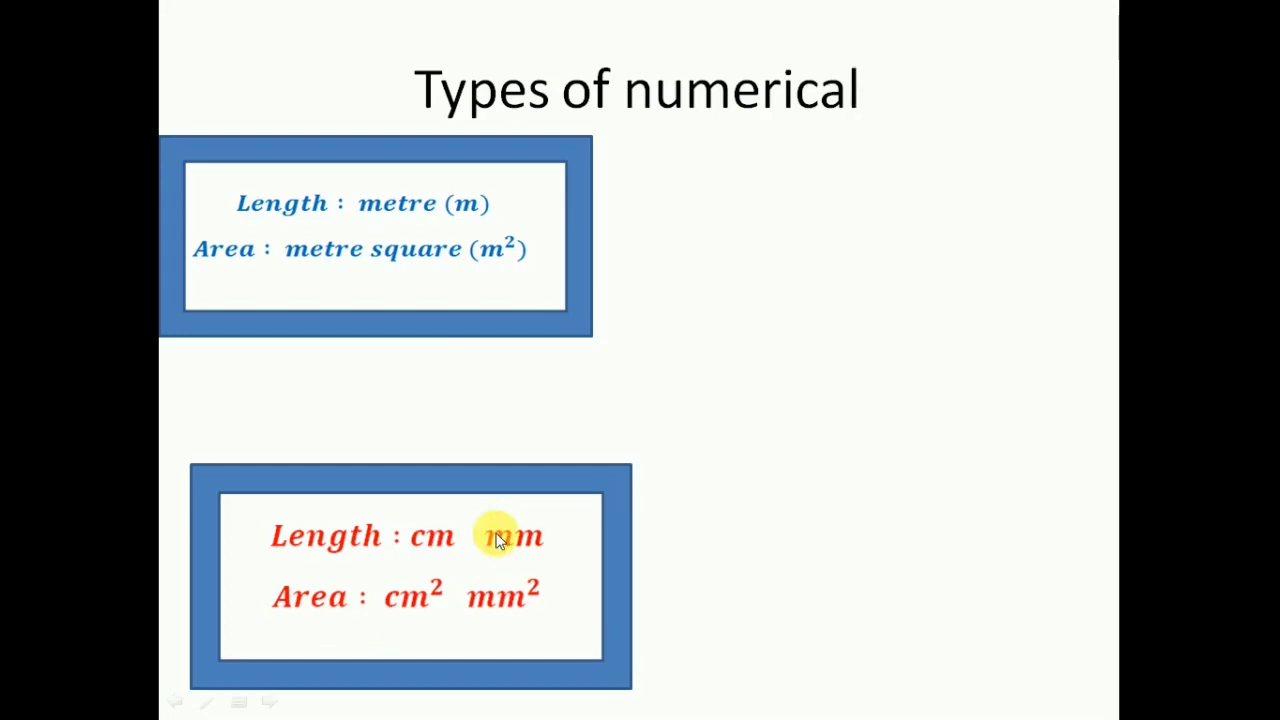 Types of numerical
Length : metre (m)
Area : metre square (m²)
Length : cm mm
Area : cm² mm²